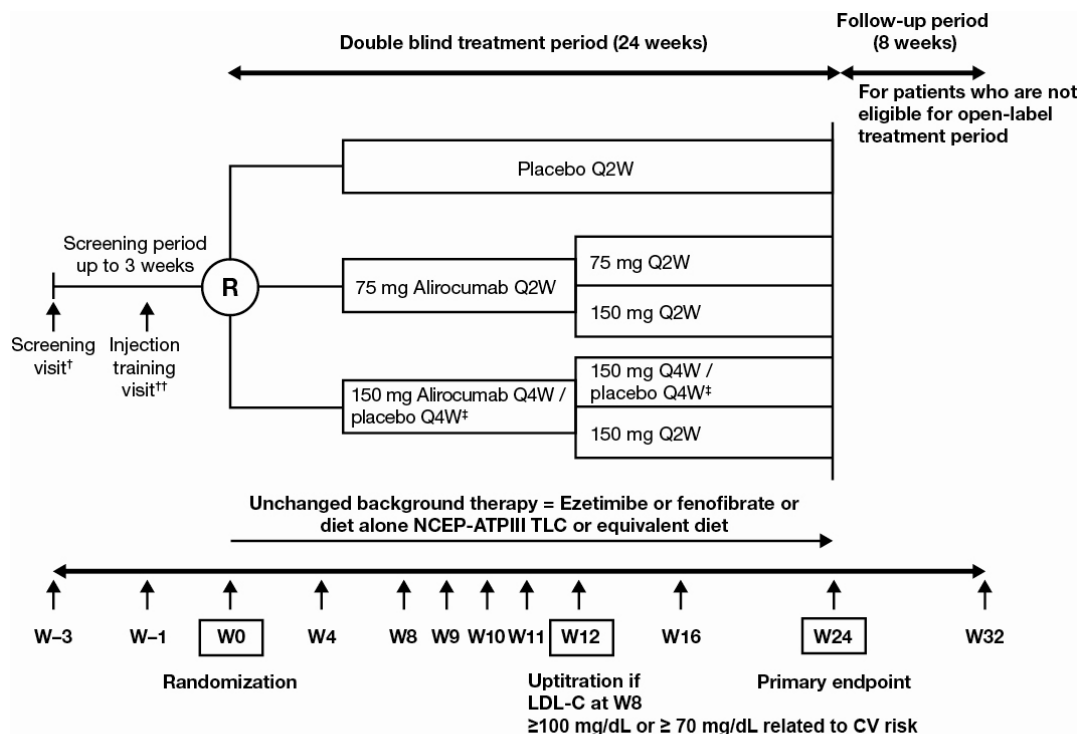 Follow-up period
(8 weeks)
Double blind treatment period (24 weeks)
For patients who are not
eligible for open-label
treatment period
Placebo Q2W
Screening period
up to 3 weeks
R
75 mg Alirocumab Q2W
75 mg Q2W
150 mg Q2W
Screening
visit†
Injection
training
visit††
150 mg Alirocumab Q4W /
placebo Q4W‡
150 mg Q4W /
placebo Q4W‡
150 mg Q2W
Unchanged background therapy = Ezetimibe or fenofibrate or
diet alone NCEP-ATPIII TLC or equivalent diet
W–3 W–1 W0 W4 W8 W9 W10 W11 W12 W16 W24 W32
Randomization
Uptitration if
LDL-C at W8
≥100 mg/dL or ≥ 70 mg/dL related to CV risk
Primary endpoint